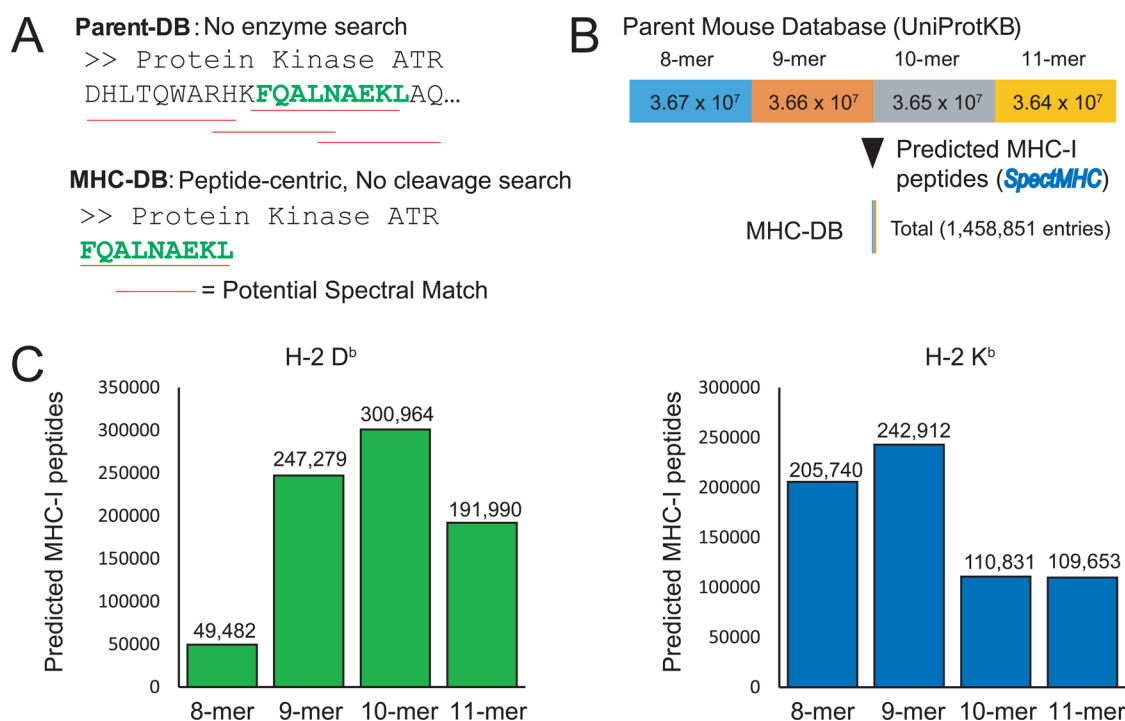 A
Parent-DB: No enzyme search
>> Protein Kinase ATR
DHLTQWARHKFQALNAEKLAQ...
MHC-DB: Peptide-centric, No cleavage search
>> Protein Kinase ATR
FQALNAEKL
= Potential Spectral Match
B
Parent Mouse Database (UniProtKB)
8-mer 9-mer 10-mer 11-mer
3.67 x 10⁷ 3.66 x 10⁷ 3.65 x 10⁷ 3.64 x 10⁷
Predicted MHC-I
peptides (SpectMHC)
MHC-DB Total (1,458,851 entries)
C
H-2 Dᵇ
Predicted MHC-I peptides
350000
300000
250000
200000
150000
100000
50000
0
49,482
247,279
300,964
191,990
8-mer 9-mer 10-mer 11-mer
H-2 Kᵇ
Predicted MHC-I peptides
300000
250000
200000
150000
100000
50000
0
205,740
242,912
110,831
109,653
8-mer 9-mer 10-mer 11-mer